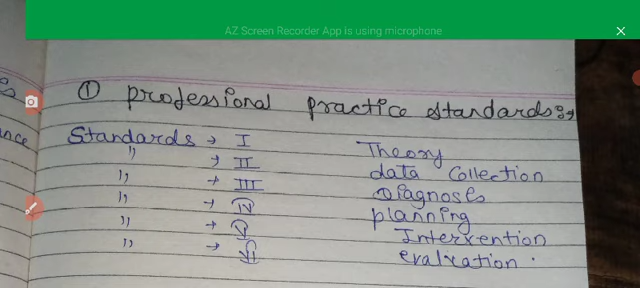 AZ Screen Recorder App is using microphone
① professional practice standards:→
Standards → I Theory
" → II data Collection
" → III Diagnoses
" → IV planning
" → V Intervention
" → VI evaluation.
ance